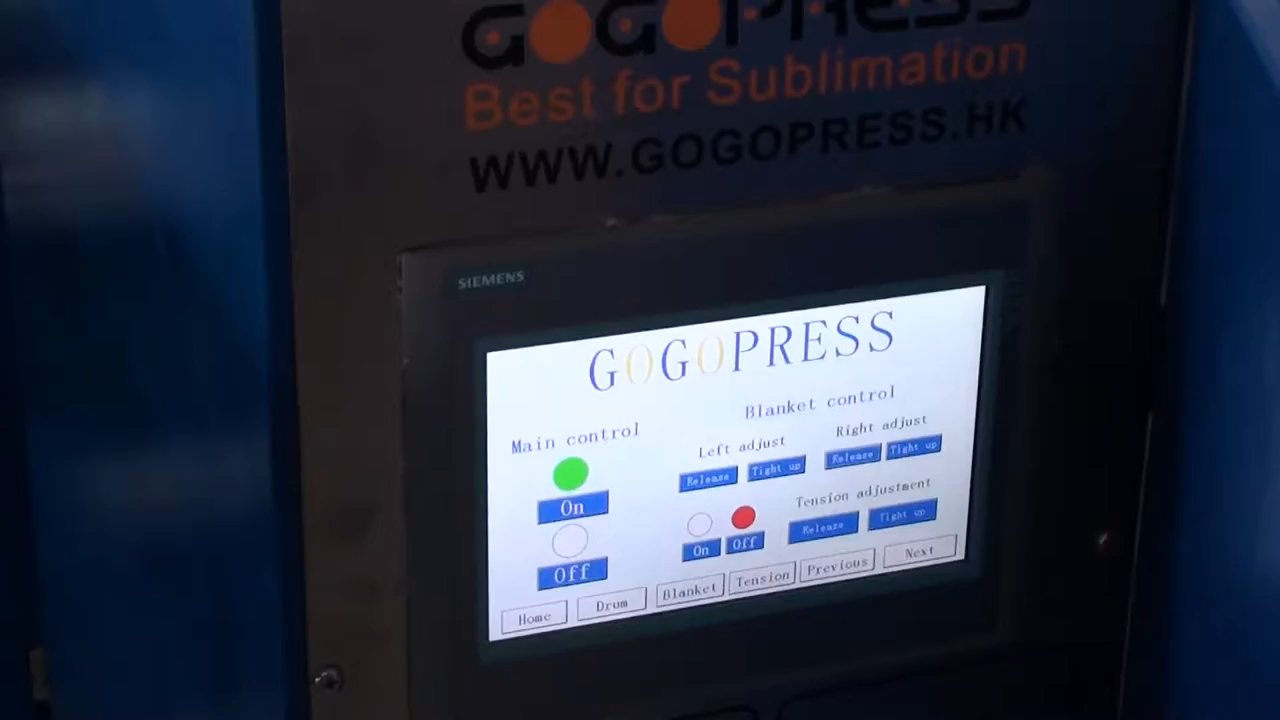 GOGOPRESS
Best for Sublimation
WWW.GOGOPRESS.HK
SIEMENS
GOGOPRESS
Blanket control
Main control
Left adjust
Right adjust
Release Tight up
Release Tight up
On
Tension adjustment
On Off
Release Tight up
Off
Home Drum Blanket Tension Previous Next